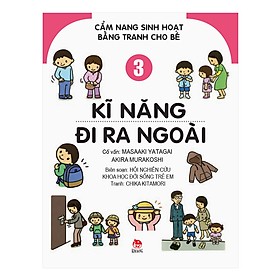 CẨM NANG SINH HOẠT
BẰNG TRANH CHO BÉ
3
KĨ NĂNG
ĐI RA NGOÀI
Cố vấn: MASAAKI YATAGAI
AKIRA MURAKOSHI
Biên soạn: HỘI NGHIÊN CỨU
KHOA HỌC ĐỜI SỐNG TRẺ EM
Tranh: CHIKA KITAMORI